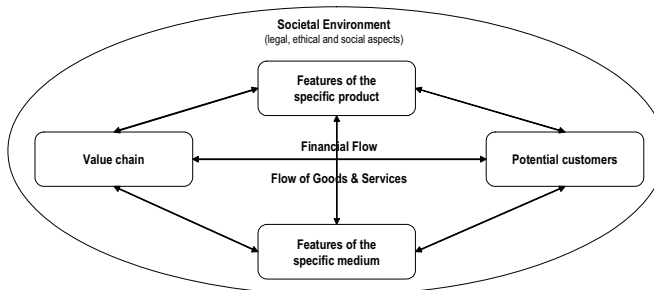 Societal Environment
(legal, ethical and social aspects)
Features of the
specific product
Value chain
Financial Flow
Flow of Goods & Services
Potential customers
Features of the
specific medium